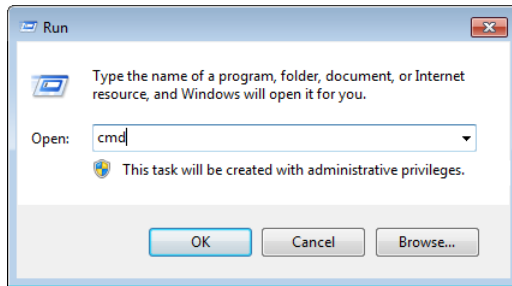 Run
Type the name of a program, folder, document, or Internet
resource, and Windows will open it for you.
Open: cmd
This task will be created with administrative privileges.
OK Cancel Browse...